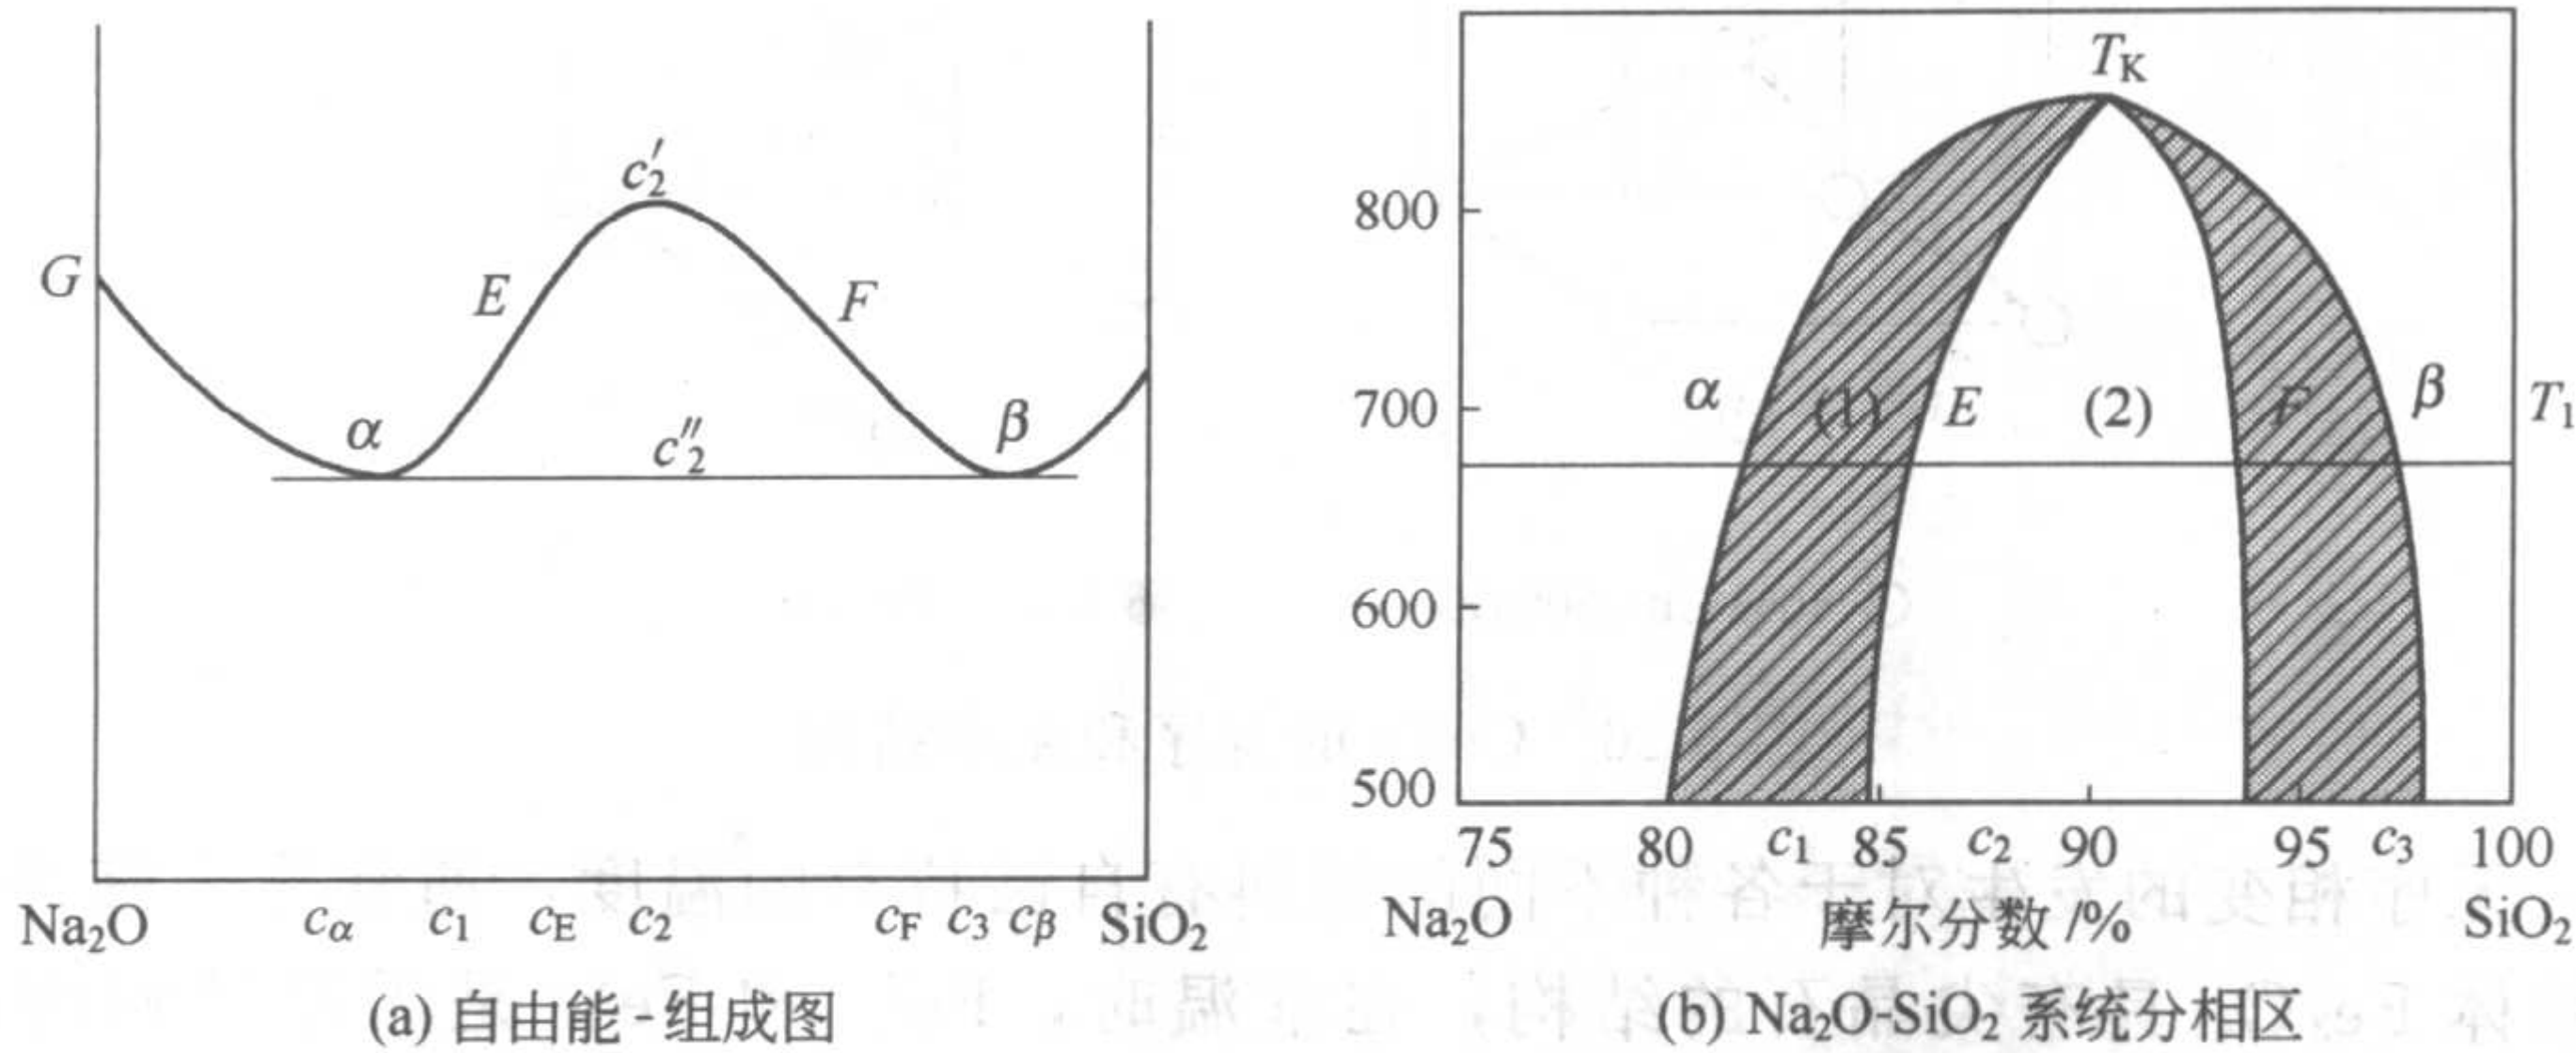 G
α
E
c₂′
F
β
c₂″
Na₂O cα c₁ cE c₂ cF c₃ cβ SiO₂
(a) 自由能-组成图
TK
800
700
600
500
α (1) E (2) F β T₁
75 80 c₁ 85 c₂ 90 95 c₃ 100
Na₂O 摩尔分数 /% SiO₂
(b) Na₂O-SiO₂ 系统分相区